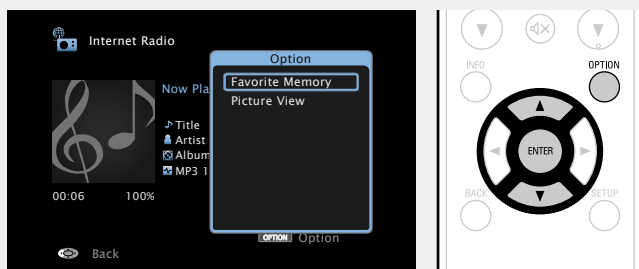 Internet Radio
Option
Favorite Memory
Picture View
Now Pla
Title
Artist
Album
MP3 1
00:06 100%
OPTION Option
Back
INFO OPTION
ENTER
BACK SETUP